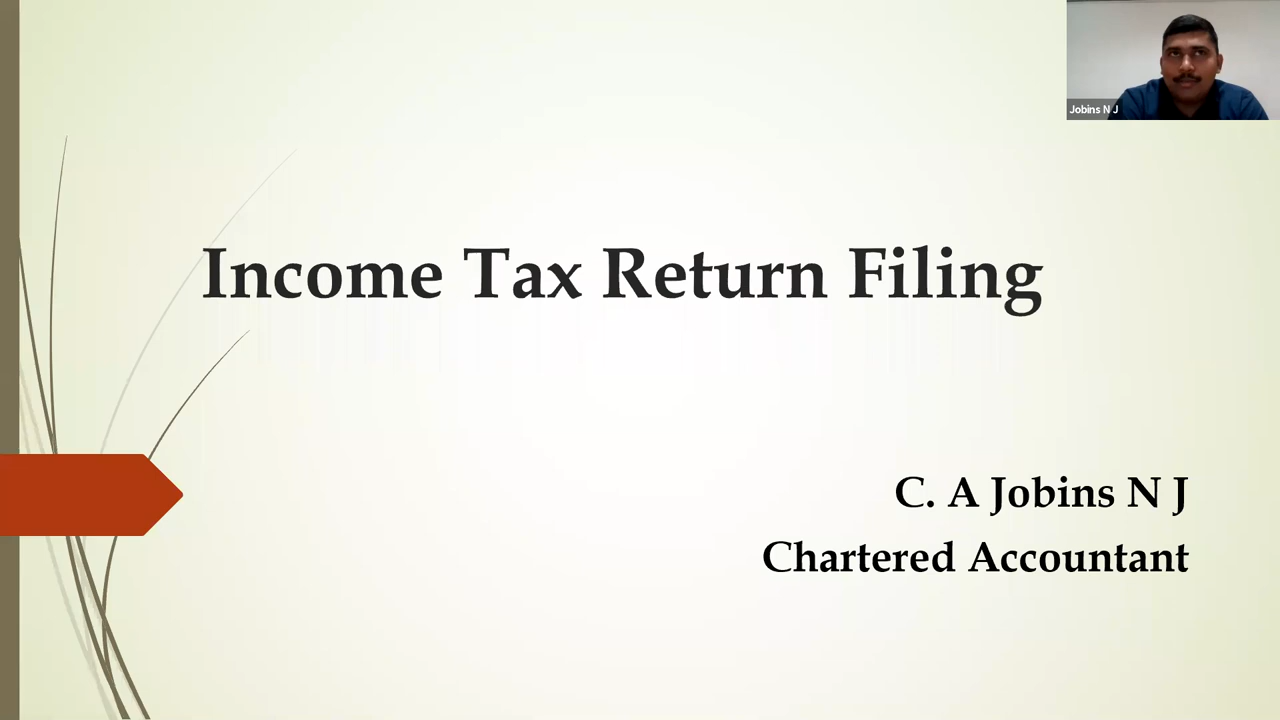 Jobins N J
Income Tax Return Filing
C. A Jobins N J
Chartered Accountant